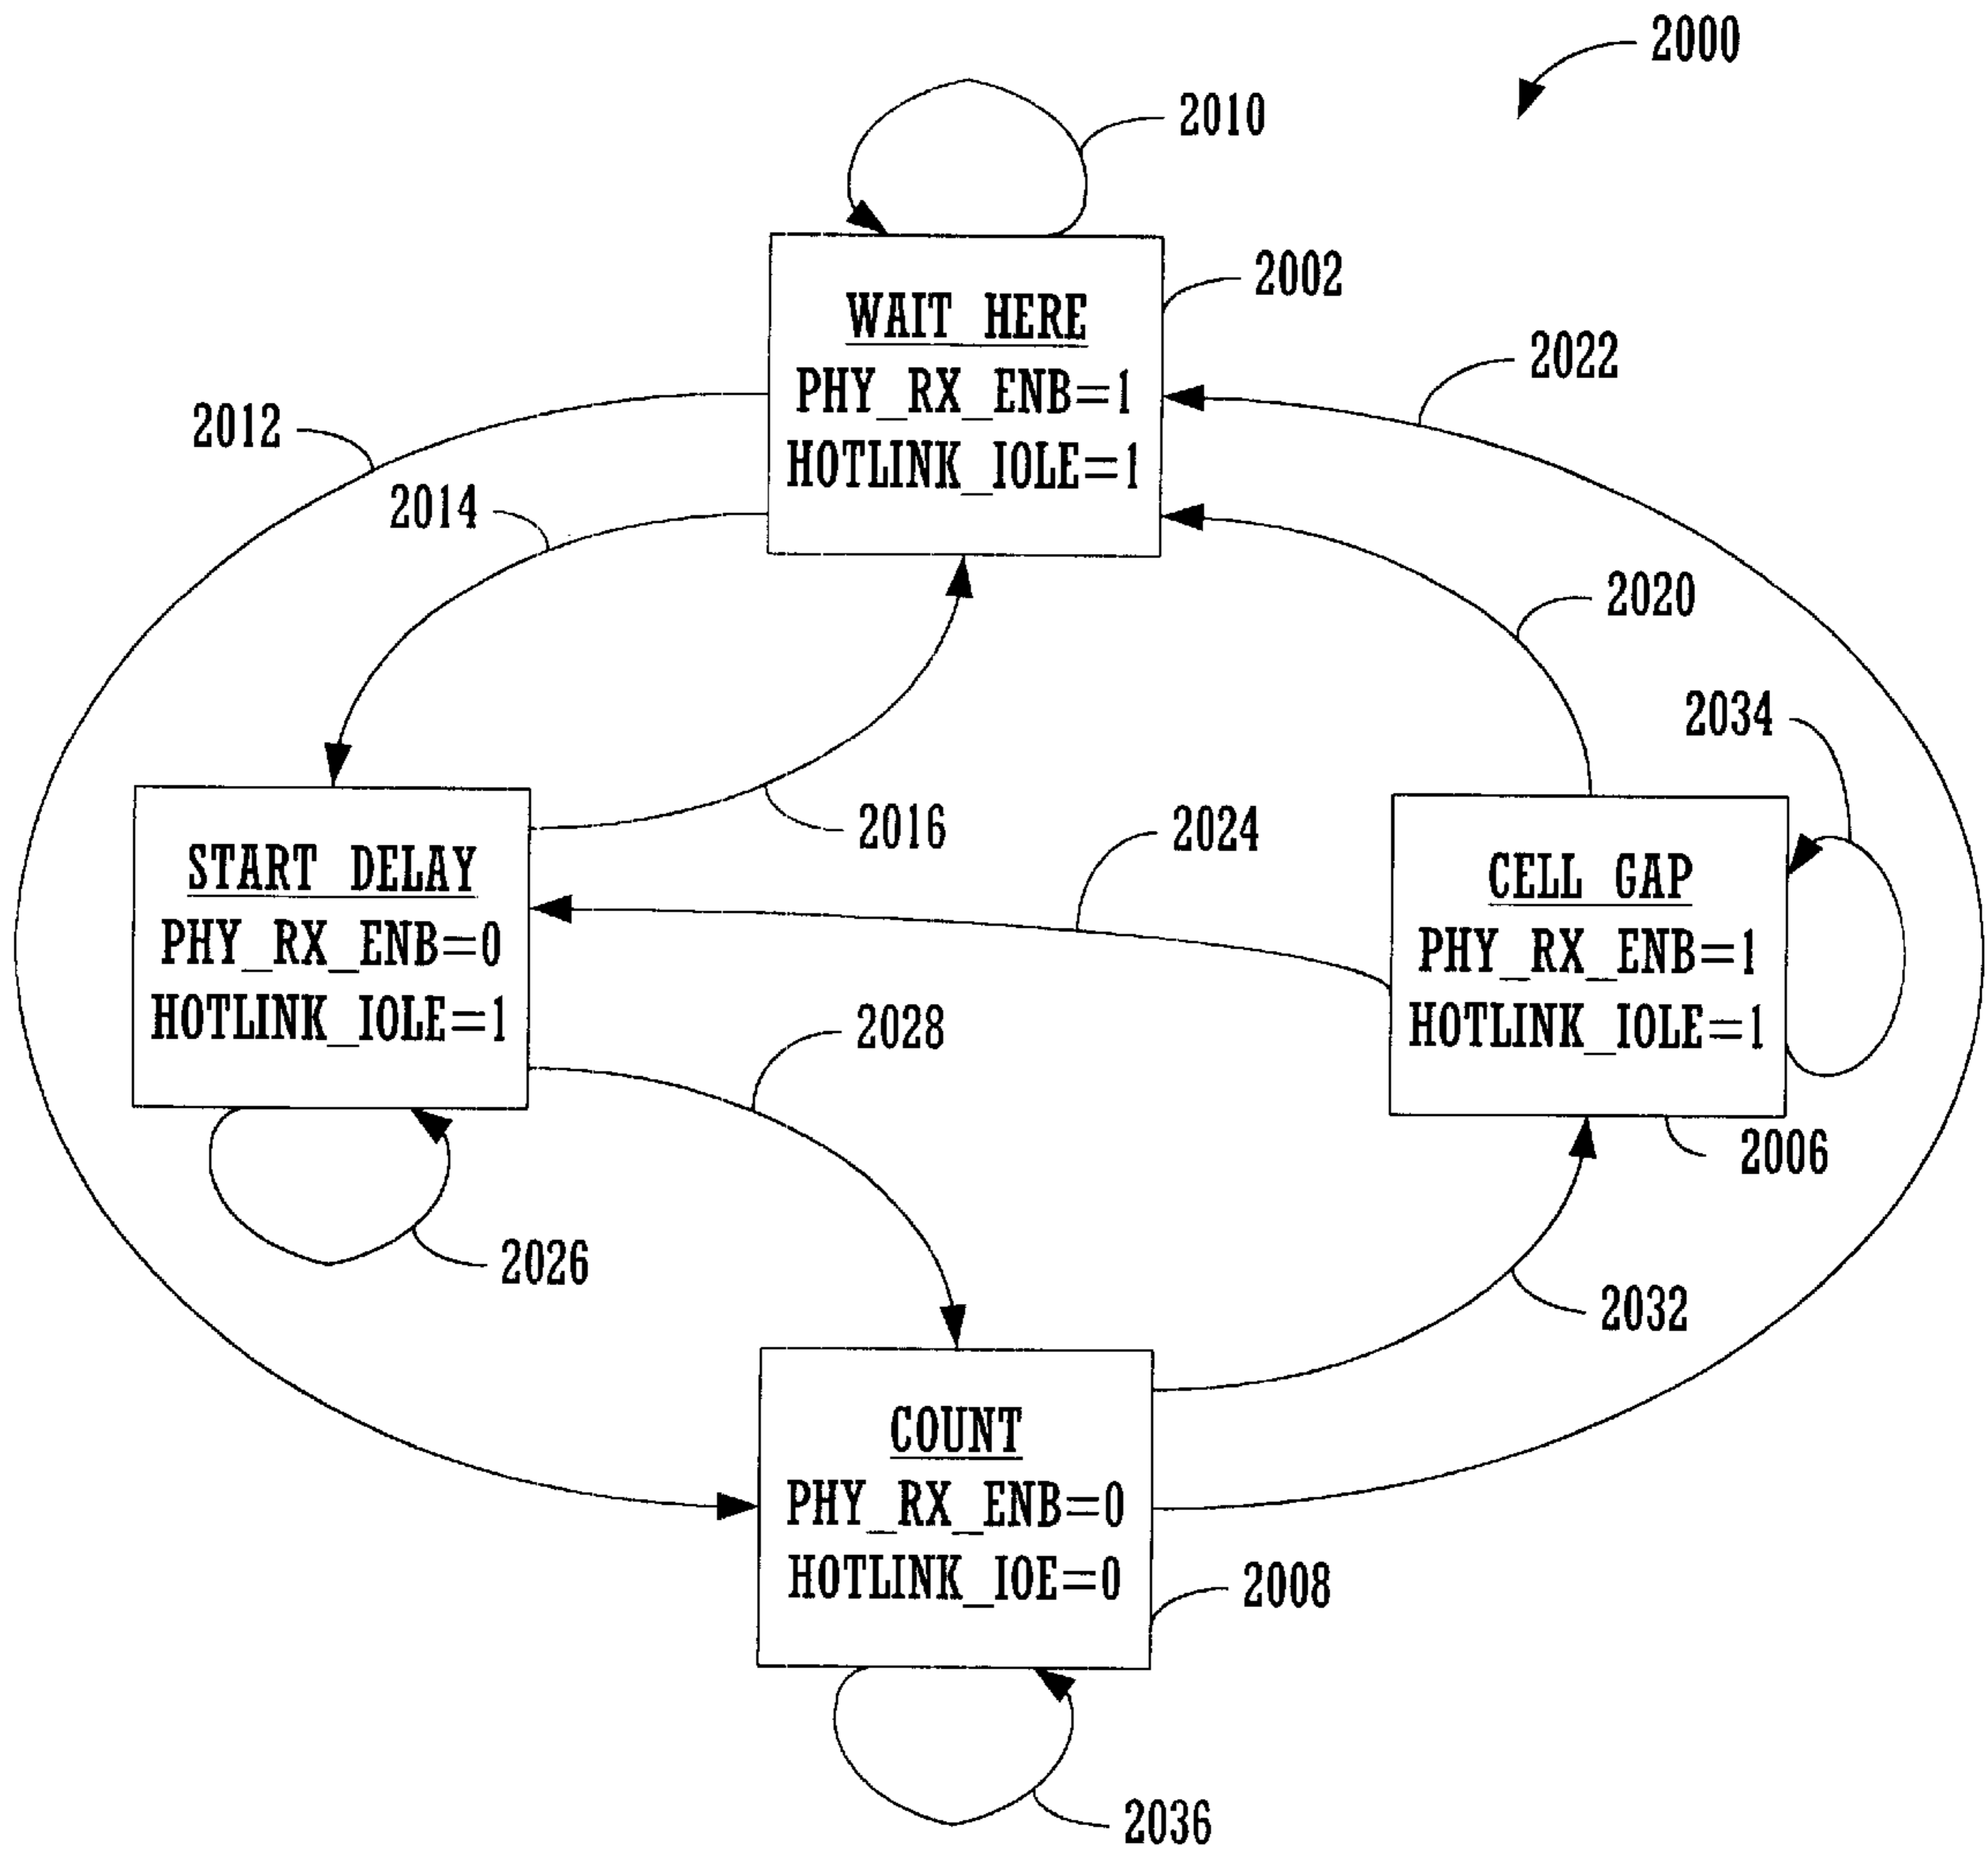 2000
2010
2002
WAIT HERE
PHY_RX_ENB=1
HOTLINK_IOLE=1
2022
2012
2014
2020
2034
2016
2024
START DELAY
PHY_RX_ENB=0
HOTLINK_IOLE=1
CELL GAP
PHY_RX_ENB=1
HOTLINK_IOLE=1
2028
2006
2026
2032
COUNT
PHY_RX_ENB=0
HOTLINK_IOE=0
2008
2036